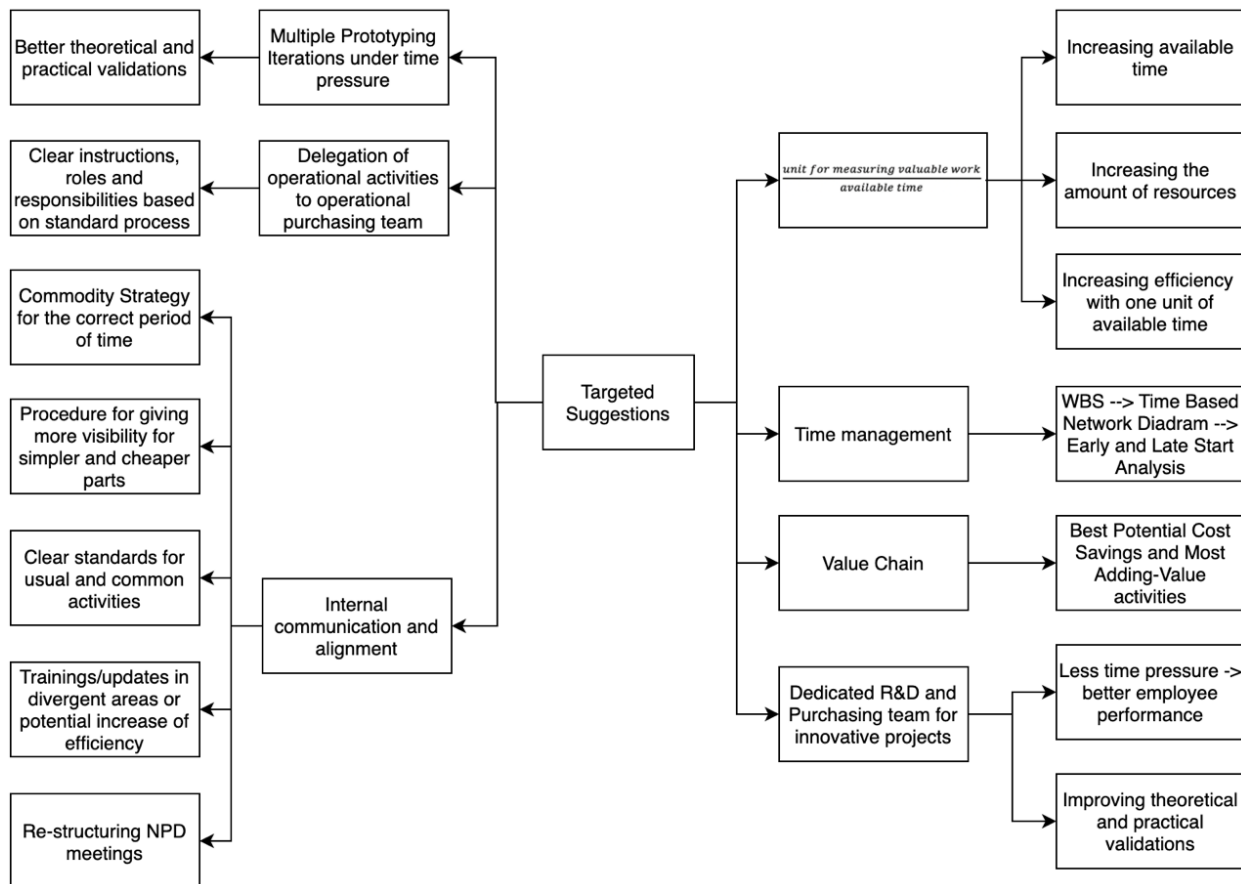 Better theoretical and
practical validations
Multiple Prototyping
Iterations under time
pressure
Clear instructions,
roles and
responsibilities based
on standard process
Delegation of
operational activities
to operational
purchasing team
Commodity Strategy
for the correct period
of time
Procedure for giving
more visibility for
simpler and cheaper
parts
Clear standards for
usual and common
activities
Trainings/updates in
divergent areas or
potential increase of
efficiency
Re-structuring NPD
meetings
Internal
communication and
alignment
Targeted
Suggestions
unit for measuring valuable work
available time
Increasing available
time
Increasing the
amount of resources
Increasing efficiency
with one unit of
available time
Time management
WBS --> Time Based
Network Diadram -->
Early and Late Start
Analysis
Value Chain
Best Potential Cost
Savings and Most
Adding-Value
activities
Dedicated R&D and
Purchasing team for
innovative projects
Less time pressure ->
better employee
performance
Improving theoretical
and practical
validations